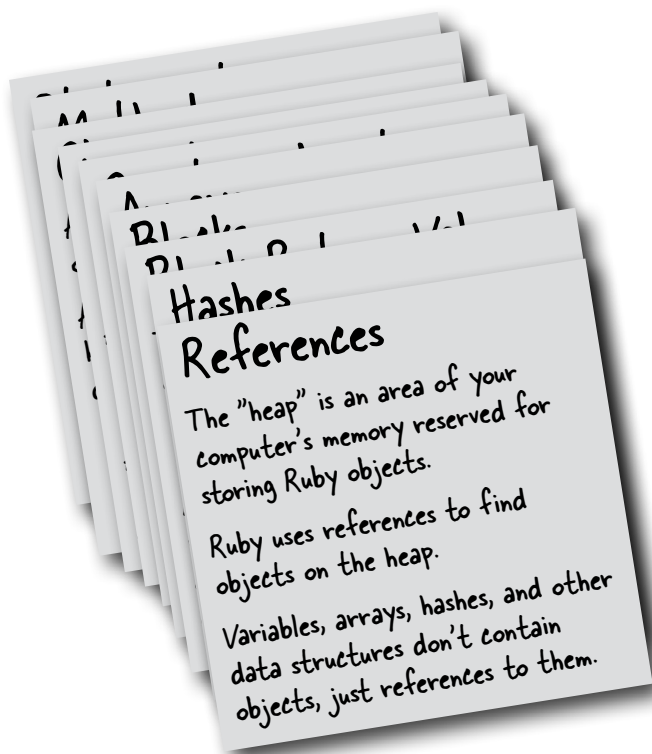 Blocks
Hashes
References
The "heap" is an area of your
computer's memory reserved for
storing Ruby objects.
Ruby uses references to find
objects on the heap.
Variables, arrays, hashes, and other
data structures don't contain
objects, just references to them.